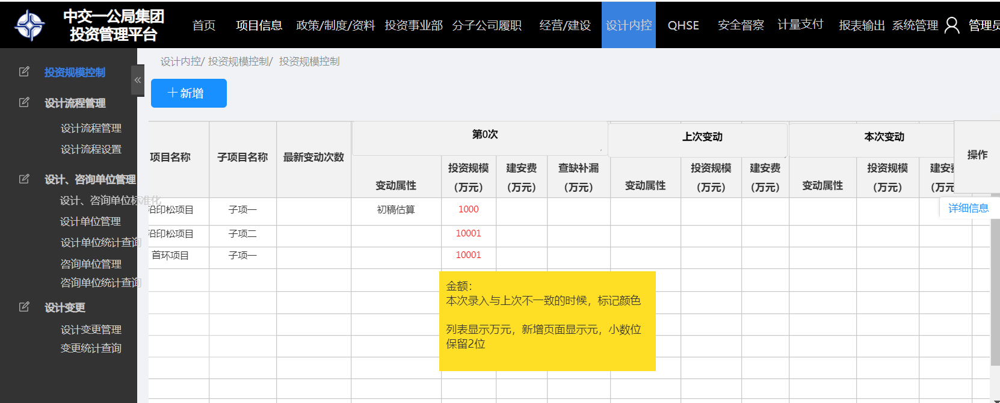 中交一公局集团
投资管理平台
首页
项目信息
政策/制度/资料
投资事业部
分子公司履职
经营/建设
设计内控
QHSE
安全督察
计量支付
报表输出
系统管理
管理员
投资规模控制
设计流程管理
设计流程管理
设计流程设置
设计、咨询单位管理
设计、咨询单位标准化
设计单位管理
设计单位统计查询
咨询单位管理
咨询单位统计查询
设计变更
设计变更管理
变更统计查询
设计内控/ 投资规模控制/ 投资规模控制
新增
项目名称
子项目名称
最新变动次数
第0次
上次变动
本次变动
操作
变动属性
投资规模
(万元)
建安费
(万元)
查缺补漏
(万元)
变动属性
投资规模
(万元)
建安费
(万元)
变动属性
投资规模
(万元)
建安费
(万元
沿印松项目
子项一
初稿估算
1000
详细信息
沿印松项目
子项二
10001
首环项目
子项一
10001
金额：
本次录入与上次不一致的时候，标记颜色
列表显示万元，新增页面显示元，小数位
保留2位